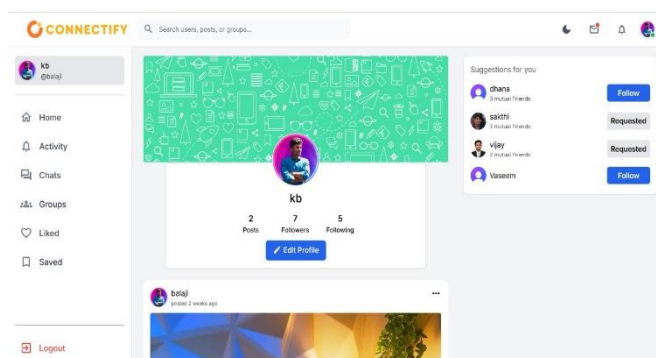 CONNECTIFY
Search users, posts, or groups...
kb
@balaji
Home
Activity
Chats
Groups
Liked
Saved
Logout
kb
2 7 5
Posts Followers Following
Edit Profile
balaji
posted 2 weeks ago
Suggestions for you
dhana
3 mutual friends
Follow
sakthi
2 mutual friends
Requested
vijay
2 mutual friends
Requested
Vaseem
Follow